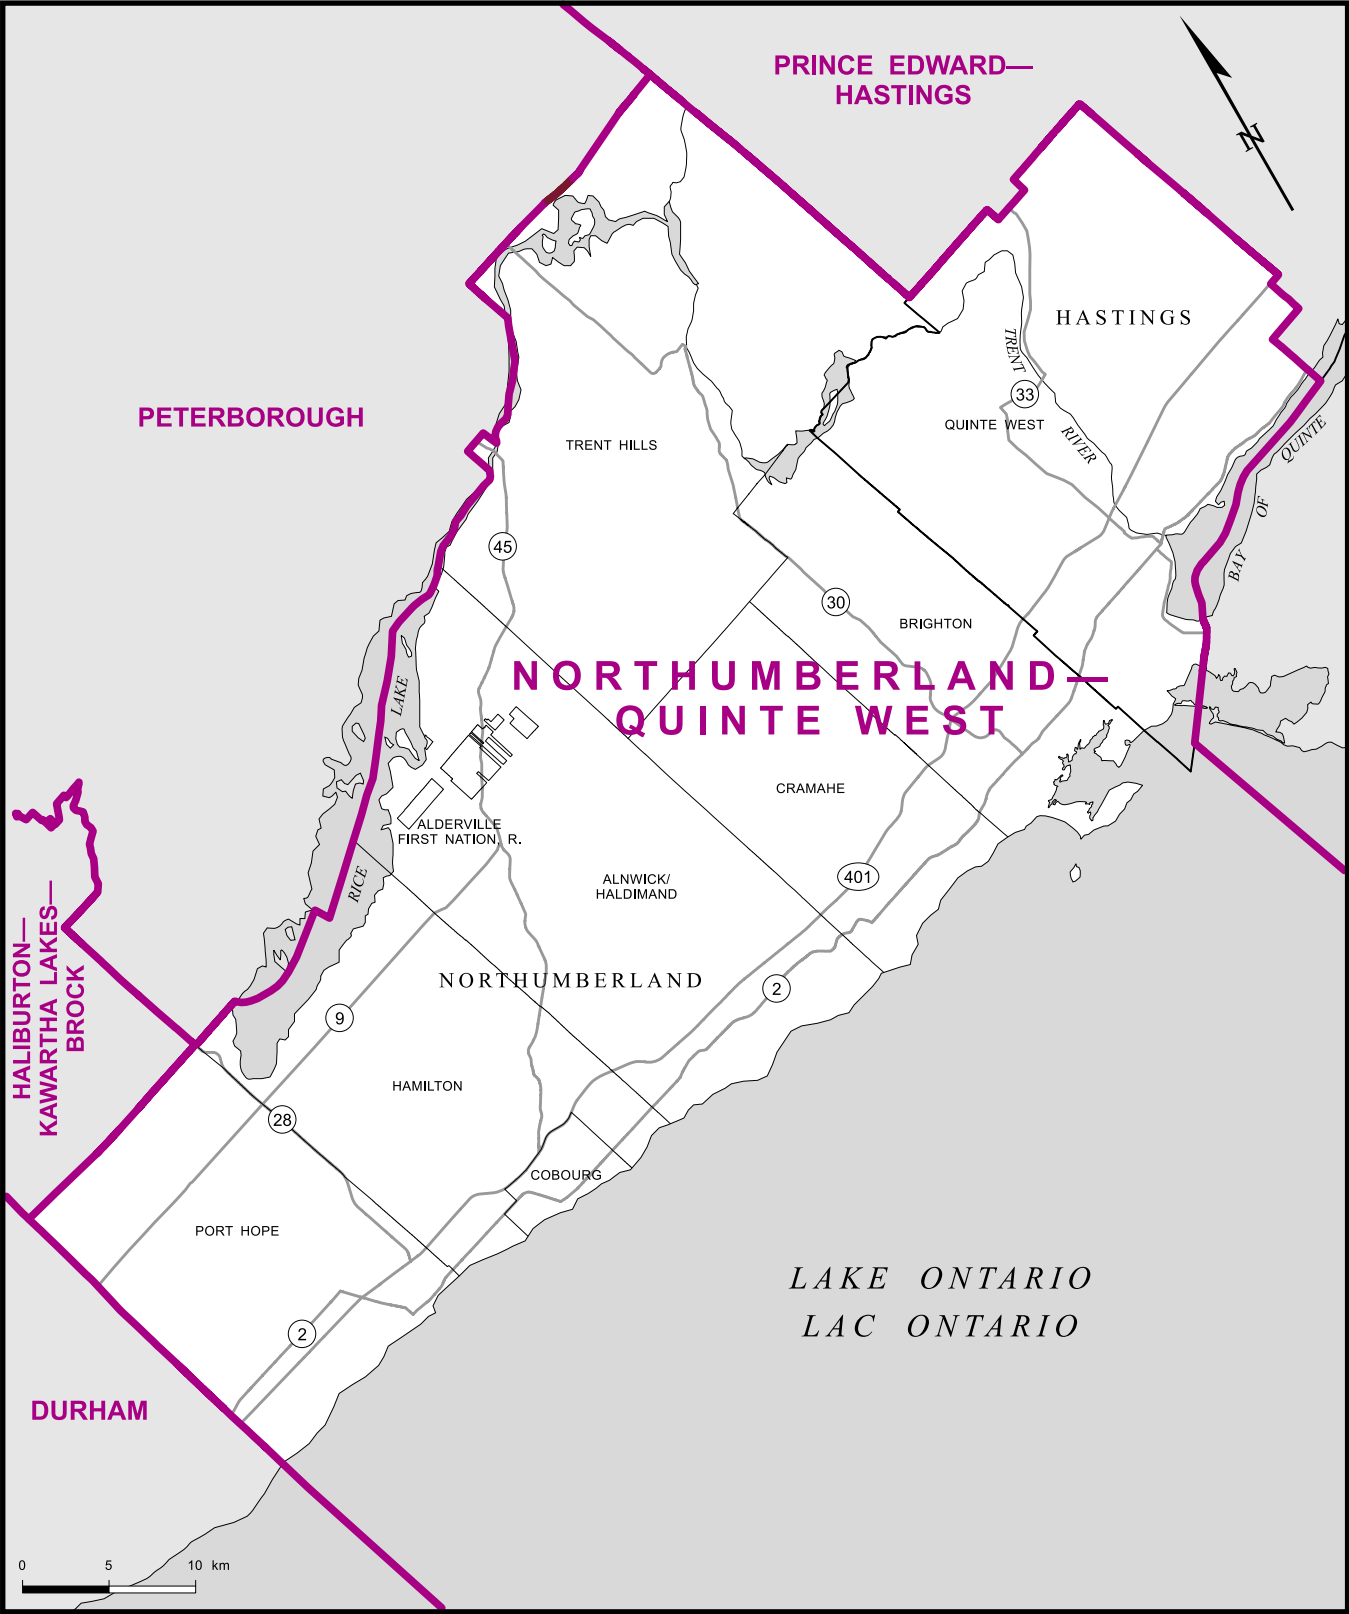 PRINCE EDWARD—
HASTINGS
N
HASTINGS
TRENT
RIVER
33
QUINTE WEST
BAY OF QUINTE
PETERBOROUGH
TRENT HILLS
45
30
BRIGHTON
NORTHUMBERLAND—
QUINTE WEST
RICE LAKE
CRAMAHE
ALDERVILLE
FIRST NATION, R.
401
ALNWICK/
HALDIMAND
HALIBURTON—
KAWARTHA LAKES—
BROCK
NORTHUMBERLAND
2
9
HAMILTON
28
COBOURG
PORT HOPE
LAKE ONTARIO
LAC ONTARIO
2
DURHAM
0 5 10 km